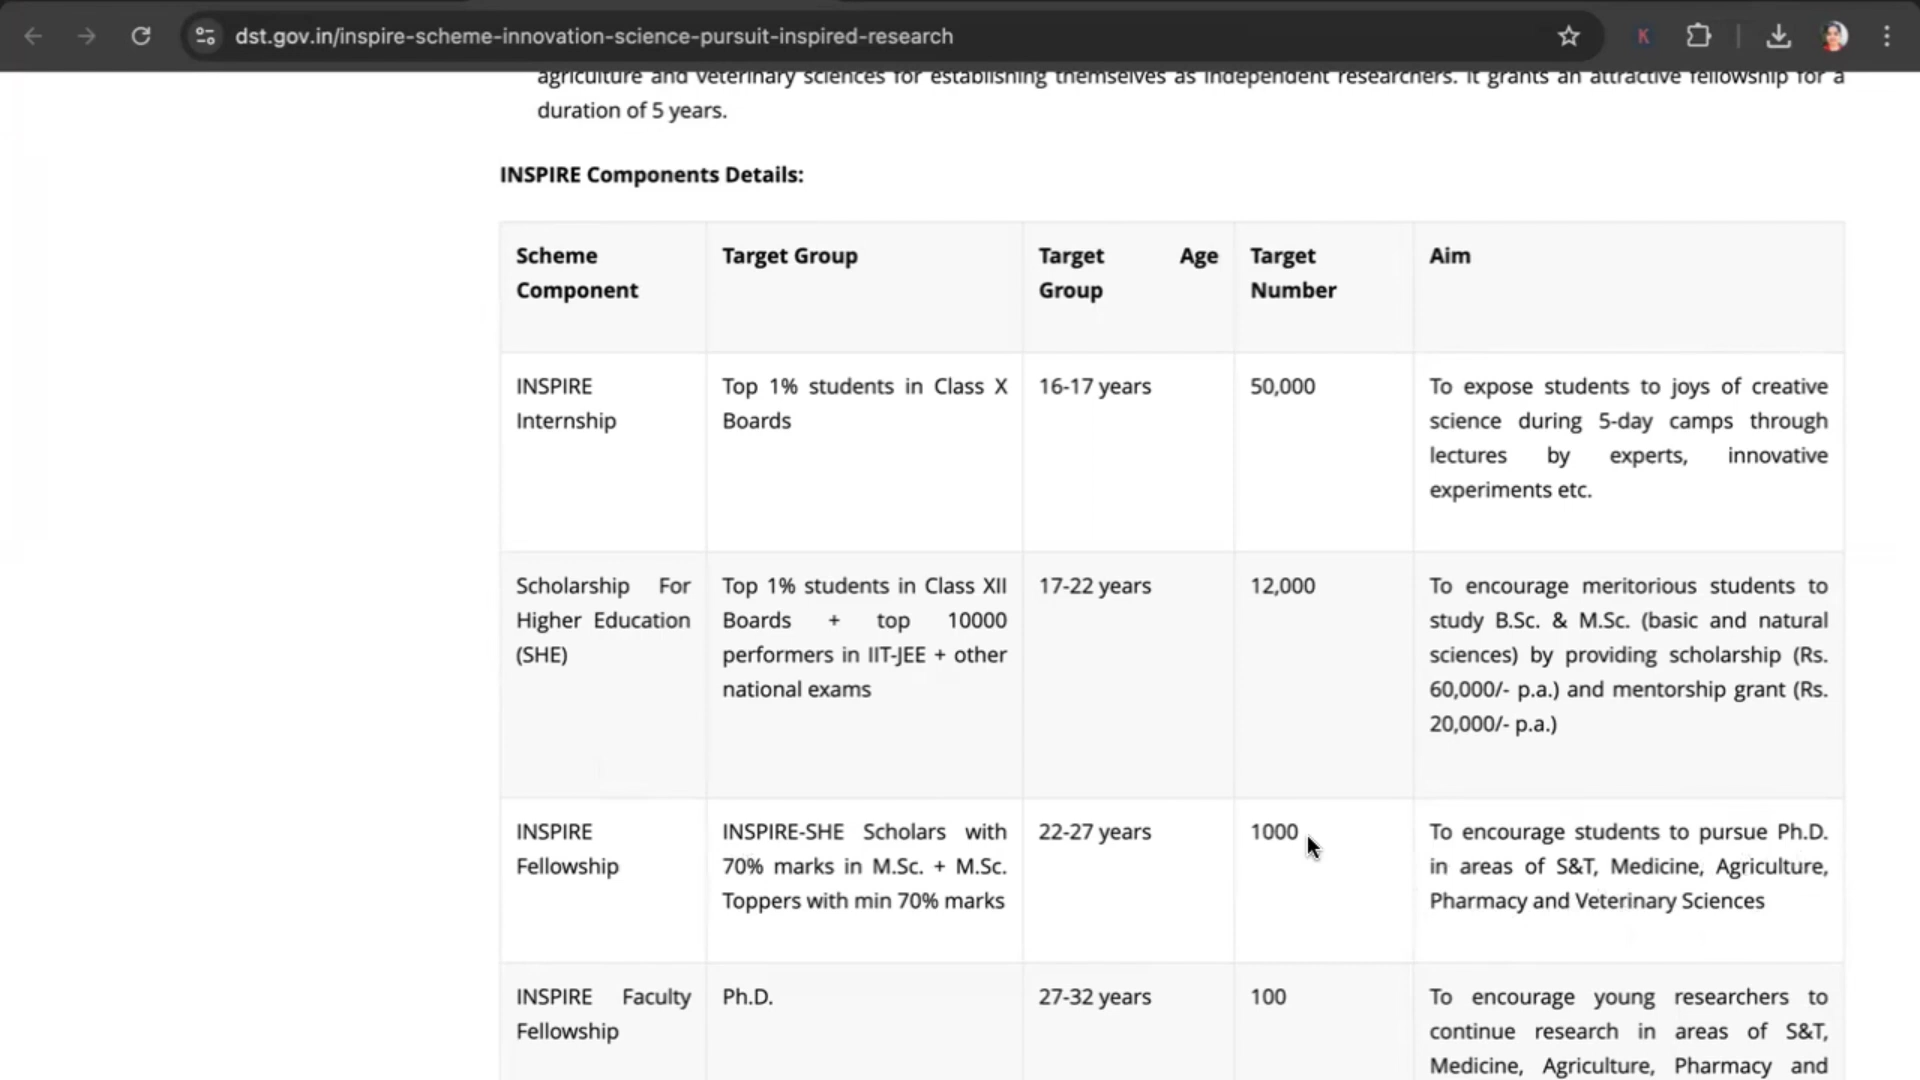 dst.gov.in/inspire-scheme-innovation-science-pursuit-inspired-research
K
agriculture and veterinary sciences for establishing themselves as independent researchers. It grants an attractive fellowship for a
duration of 5 years.
INSPIRE Components Details:
Scheme Component
Target Group
Target Age Group
Target Number
Aim
INSPIRE
Internship
Top 1% students in Class X
Boards
16-17 years
50,000
To expose students to joys of creative
science during 5-day camps through
lectures by experts, innovative
experiments etc.
Scholarship For
Higher Education
(SHE)
Top 1% students in Class XII
Boards + top 10000
performers in IIT-JEE + other
national exams
17-22 years
12,000
To encourage meritorious students to
study B.Sc. & M.Sc. (basic and natural
sciences) by providing scholarship (Rs.
60,000/- p.a.) and mentorship grant (Rs.
20,000/- p.a.)
INSPIRE
Fellowship
INSPIRE-SHE Scholars with
70% marks in M.Sc. + M.Sc.
Toppers with min 70% marks
22-27 years
1000
To encourage students to pursue Ph.D.
in areas of S&T, Medicine, Agriculture,
Pharmacy and Veterinary Sciences
INSPIRE Faculty
Fellowship
Ph.D.
27-32 years
100
To encourage young researchers to
continue research in areas of S&T,
Medicine, Agriculture, Pharmacy and